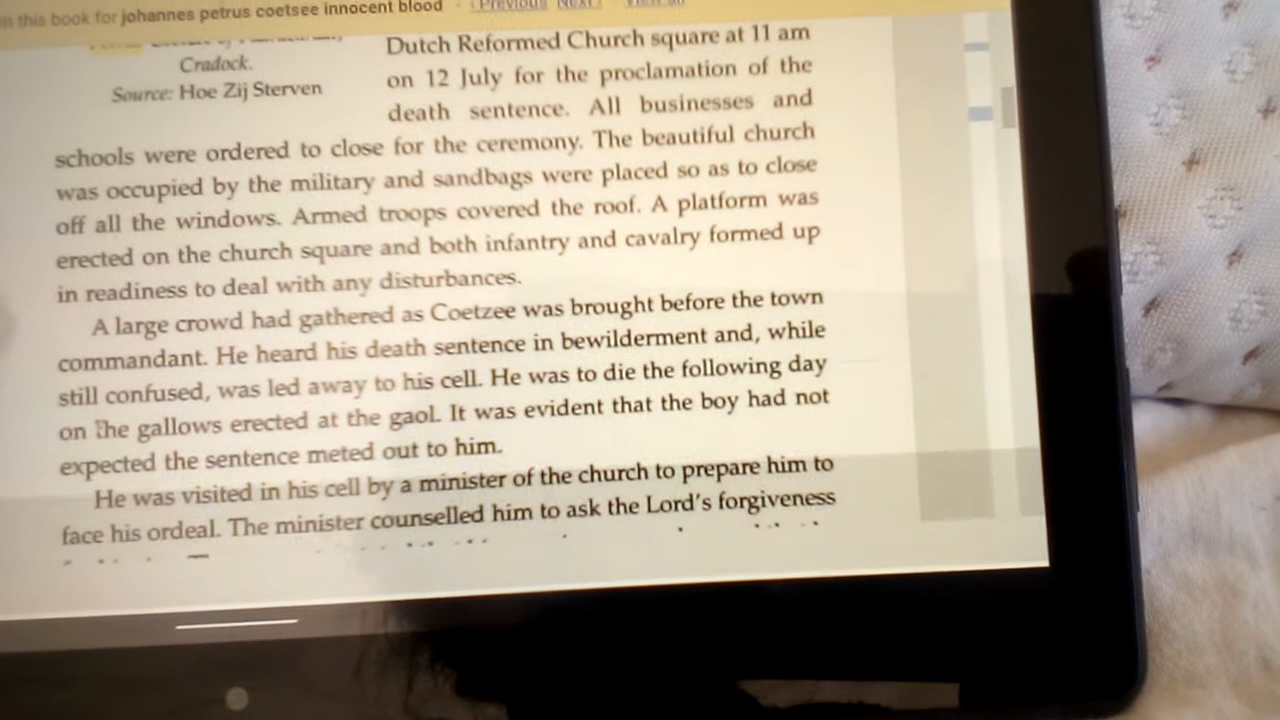 n this book for johannes petrus coetsee innocent blood - ‹ Previous Next › View all
Cradock.
Source: Hoe Zij Sterven
Dutch Reformed Church square at 11 am
on 12 July for the proclamation of the
death sentence. All businesses and
schools were ordered to close for the ceremony. The beautiful church
was occupied by the military and sandbags were placed so as to close
off all the windows. Armed troops covered the roof. A platform was
erected on the church square and both infantry and cavalry formed up
in readiness to deal with any disturbances.
A large crowd had gathered as Coetzee was brought before the town
commandant. He heard his death sentence in bewilderment and, while
still confused, was led away to his cell. He was to die the following day
on the gallows erected at the gaol. It was evident that the boy had not
expected the sentence meted out to him.
He was visited in his cell by a minister of the church to prepare him to
face his ordeal. The minister counselled him to ask the Lord's forgiveness